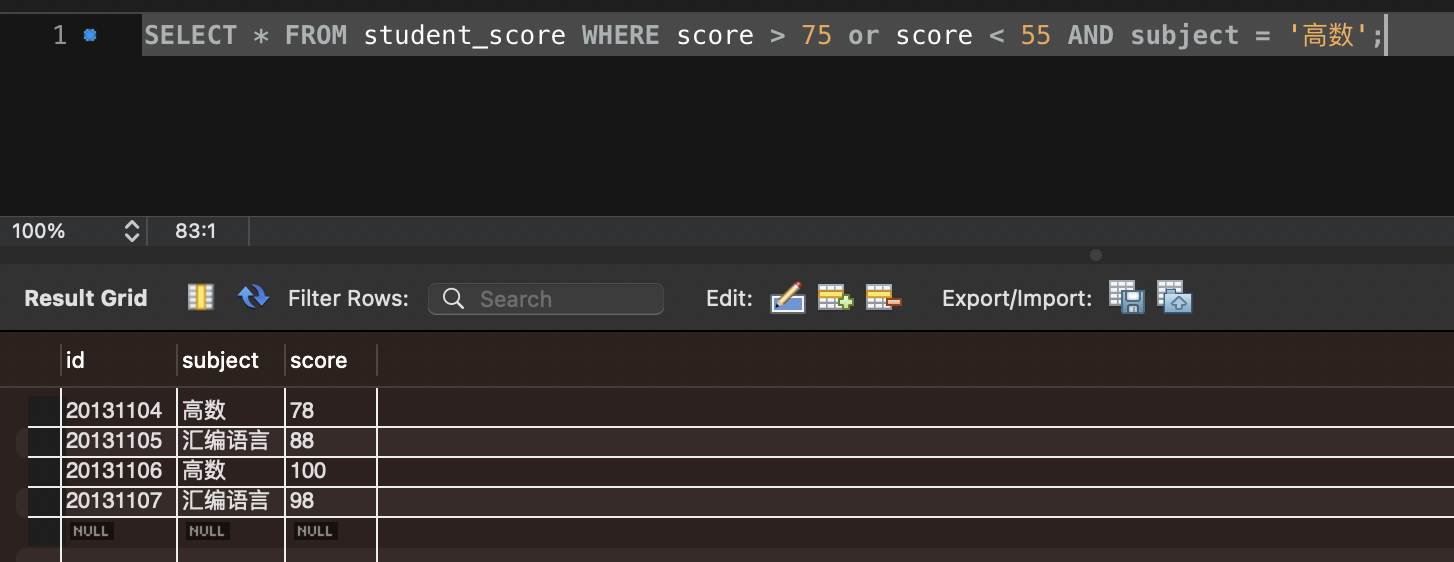 1 SELECT * FROM student_score WHERE score > 75 or score < 55 AND subject = '高数';
100% 83:1
Result Grid Filter Rows: Search Edit: Export/Import:
id subject score
20131104 高数 78
20131105 汇编语言 88
20131106 高数 100
20131107 汇编语言 98
NULL NULL NULL